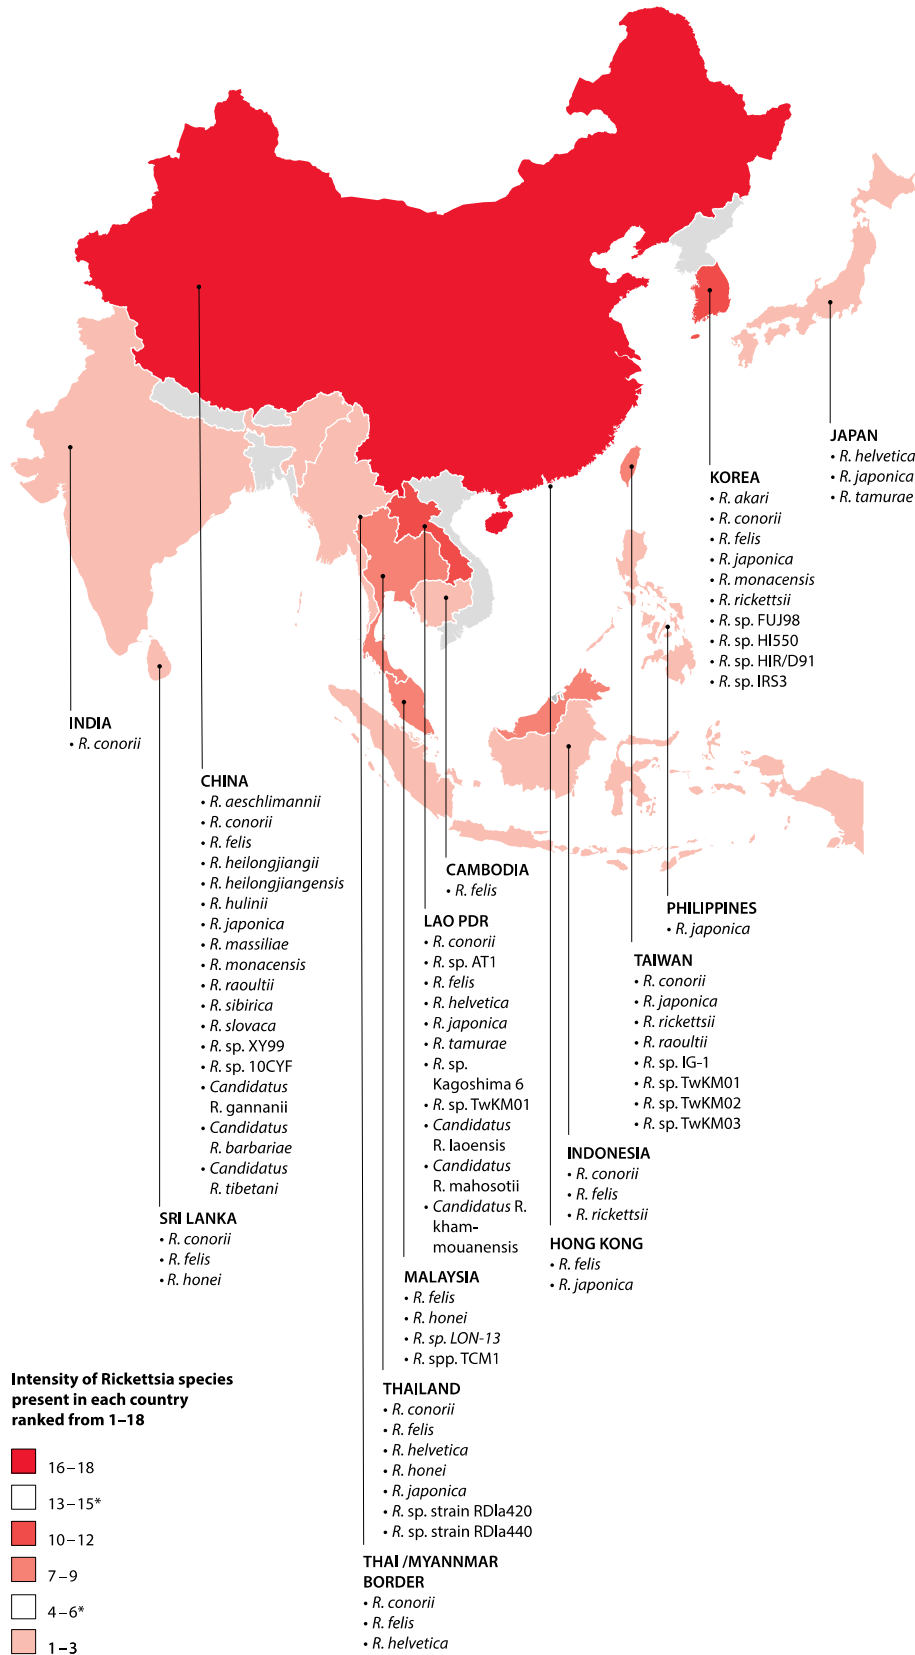 JAPAN
• R. helvetica
• R. japonica
• R. tamurae
KOREA
• R. akari
• R. conorii
• R. felis
• R. japonica
• R. monacensis
• R. rickettsii
• R. sp. FUJ98
• R. sp. HI550
• R. sp. HIR/D91
• R. sp. IRS3
INDIA
• R. conorii
CHINA
• R. aeschlimannii
• R. conorii
• R. felis
• R. heilongjiangii
• R. heilongjiangensis
• R. hulinii
• R. japonica
• R. massiliae
• R. monacensis
• R. raoultii
• R. sibirica
• R. slovaca
• R. sp. XY99
• R. sp. 10CYF
• Candidatus
R. gannanii
• Candidatus
R. barbariae
• Candidatus
R. tibetani
CAMBODIA
• R. felis
PHILIPPINES
• R. japonica
LAO PDR
• R. conorii
• R. sp. AT1
• R. felis
• R. helvetica
• R. japonica
• R. tamurae
• R. sp.
Kagoshima 6
• R. sp. TwKM01
• Candidatus
R. laoensis
• Candidatus
R. mahosotii
• Candidatus R.
kham-
mouanensis
TAIWAN
• R. conorii
• R. japonica
• R. rickettsii
• R. raoultii
• R. sp. IG-1
• R. sp. TwKM01
• R. sp. TwKM02
• R. sp. TwKM03
INDONESIA
• R. conorii
• R. felis
• R. rickettsii
SRI LANKA
• R. conorii
• R. felis
• R. honei
HONG KONG
• R. felis
• R. japonica
MALAYSIA
• R. felis
• R. honei
• R. sp. LON-13
• R. spp. TCM1
THAILAND
• R. conorii
• R. felis
• R. helvetica
• R. honei
• R. japonica
• R. sp. strain RDla420
• R. sp. strain RDla440
THAI /MYANNMAR
BORDER
• R. conorii
• R. felis
• R. helvetica
Intensity of Rickettsia species
present in each country
ranked from 1–18
16–18
13–15*
10–12
7–9
4–6*
1–3